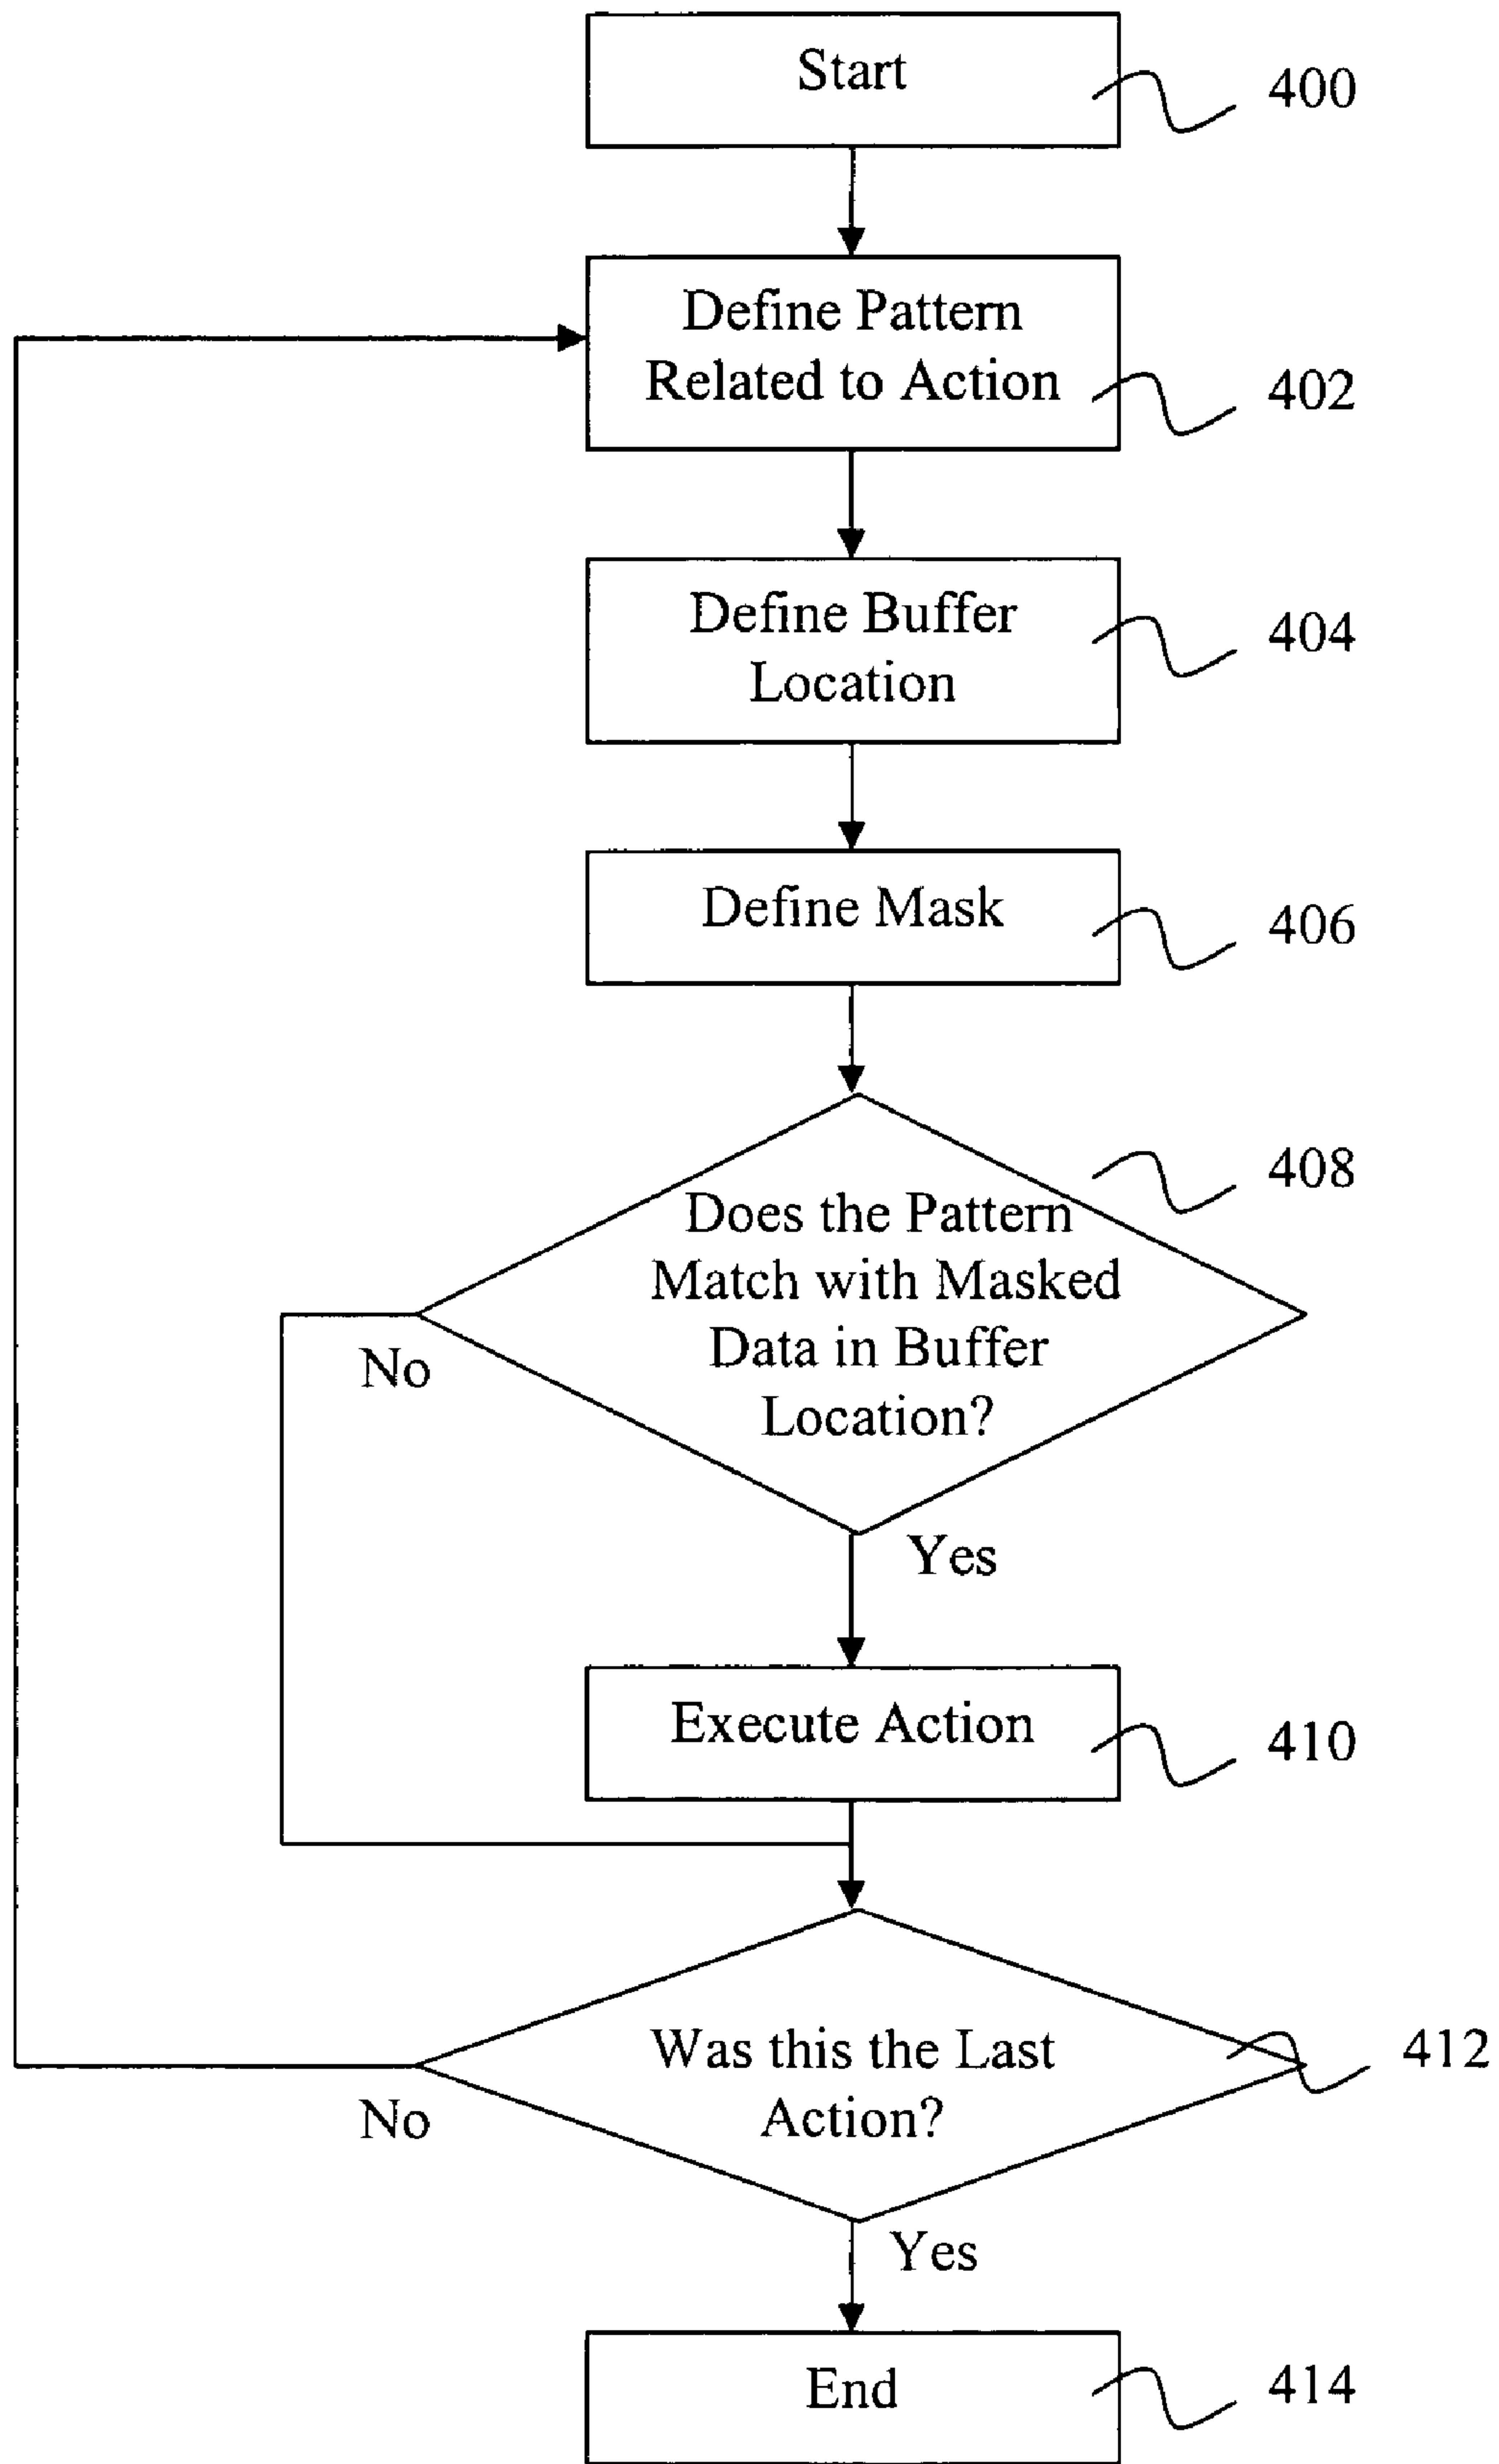 Start
400
Define Pattern
Related to Action
402
Define Buffer
Location
404
Define Mask
406
408
Does the Pattern
Match with Masked
Data in Buffer
Location?
No
Yes
Execute Action
410
Was this the Last
Action?
412
No
Yes
End
414